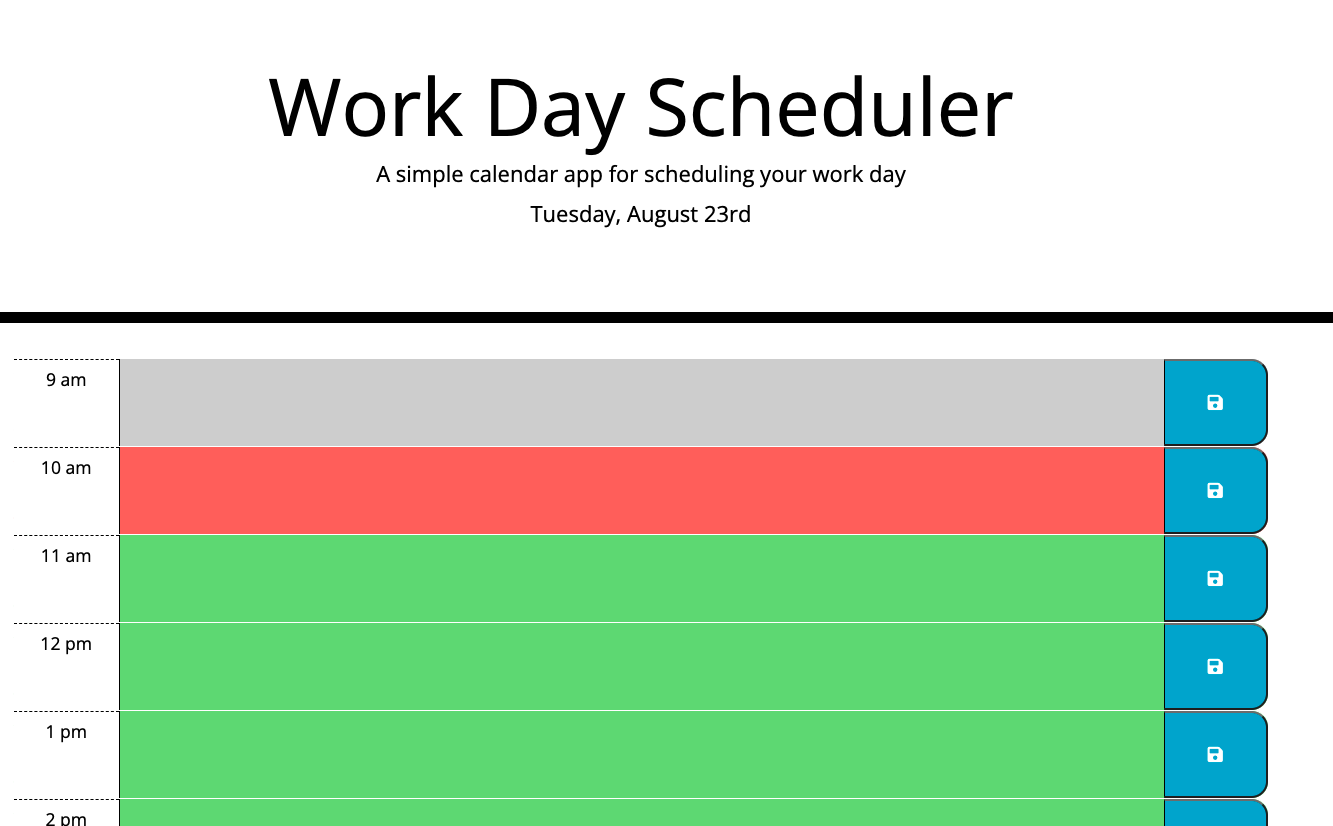 Work Day Scheduler
A simple calendar app for scheduling your work day
Tuesday, August 23rd
9 am
10 am
11 am
12 pm
1 pm
2 pm